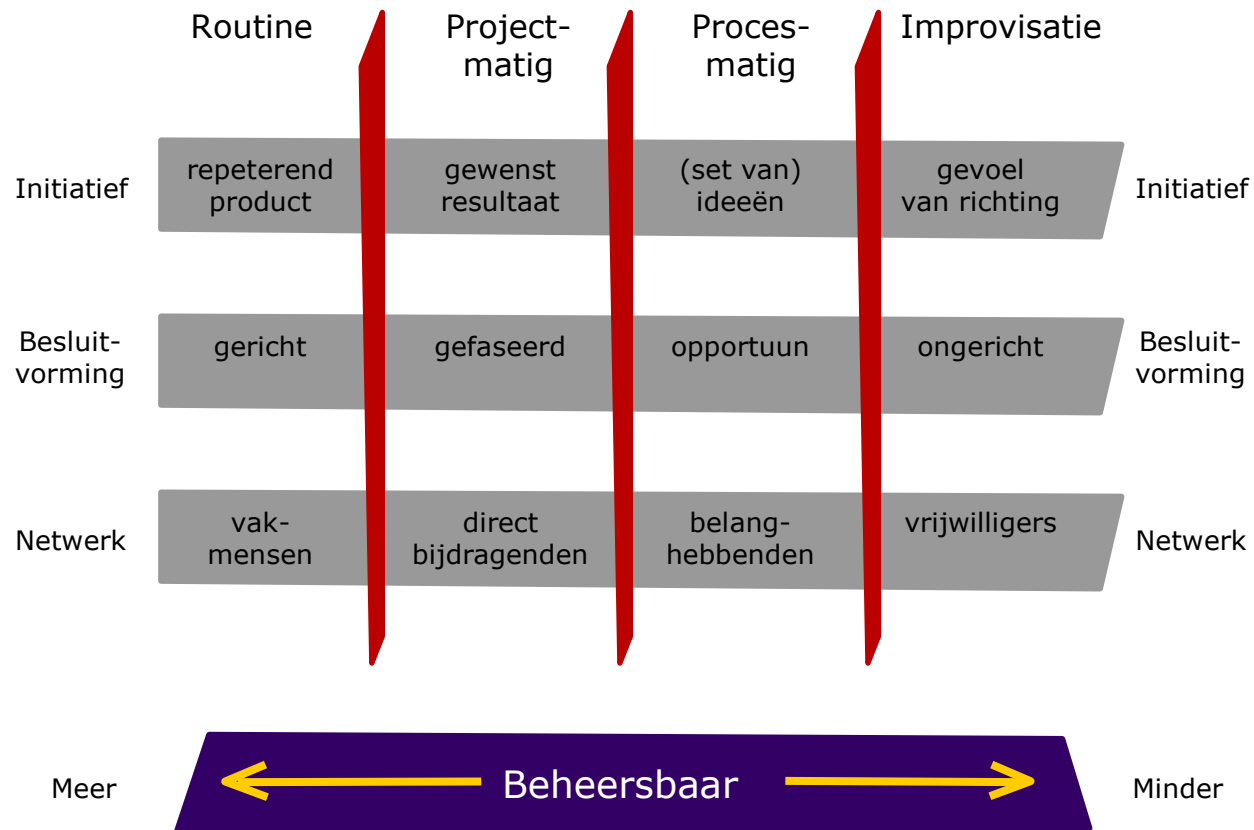 Routine
Project-
matig
Proces-
matig
Improvisatie
Initiatief
repeterend
product
gewenst
resultaat
(set van)
ideeën
gevoel
van richting
Initiatief
Besluit-
vorming
gericht
gefaseerd
opportuun
ongericht
Besluit-
vorming
Netwerk
vak-
mensen
direct
bijdragenden
belang-
hebbenden
vrijwilligers
Netwerk
Meer
Beheersbaar
Minder